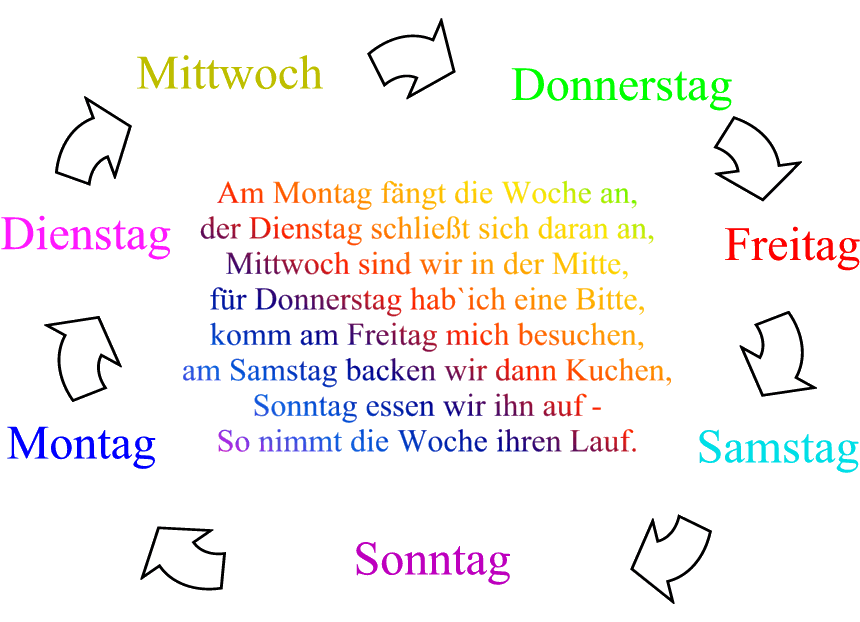 Mittwoch
Donnerstag
Dienstag
Freitag
Am Montag fängt die Woche an,
der Dienstag schließt sich daran an,
Mittwoch sind wir in der Mitte,
für Donnerstag hab`ich eine Bitte,
komm am Freitag mich besuchen,
am Samstag backen wir dann Kuchen,
Sonntag essen wir ihn auf -
So nimmt die Woche ihren Lauf.
Montag
Samstag
Sonntag